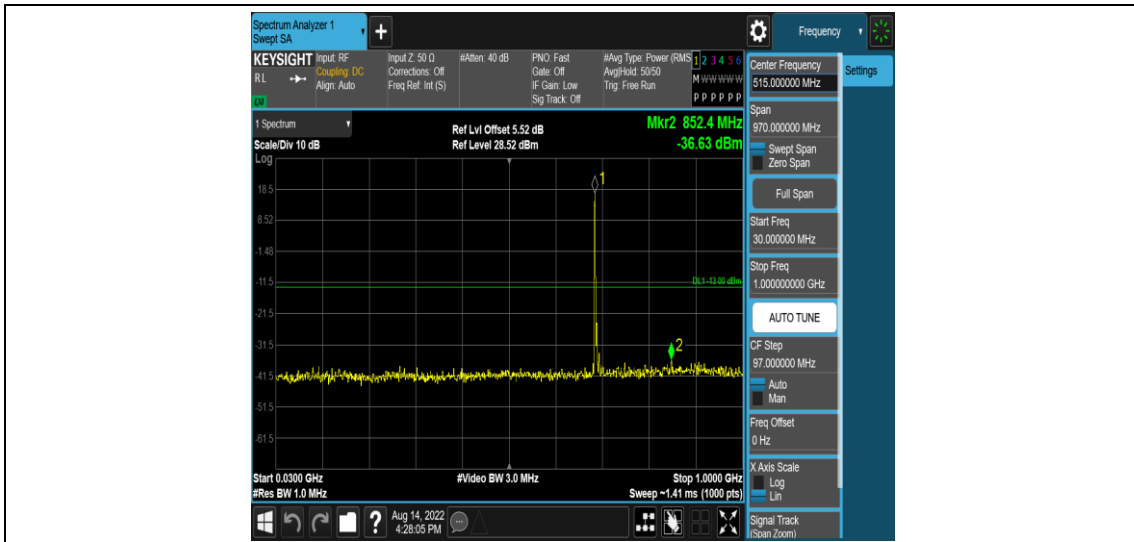 Spectrum Analyzer 1
Swept SA
+
Frequency
KEYSIGHT
RL
LXI
Input: RF
Coupling: DC
Align: Auto
Input Z: 50 Ω
Corrections: Off
Freq Ref: Int (S)
#Atten: 40 dB
PNO: Fast
Gate: Off
IF Gain: Low
Sig Track: Off
#Avg Type: Power (RMS
Avg|Hold: 50/50
Trig: Free Run
1 2 3 4 5 6
M W W W W W
P P P P P P
1 Spectrum
Scale/Div 10 dB
Log
Ref Lvl Offset 5.52 dB
Ref Level 28.52 dBm
Mkr2 852.4 MHz
-36.63 dBm
18.5
8.52
-1.48
-11.5
-21.5
-31.5
-41.5
-51.5
-61.5
1
DL1 -13.00 dBm
2
Start 0.0300 GHz
#Res BW 1.0 MHz
#Video BW 3.0 MHz
Stop 1.0000 GHz
Sweep ~1.41 ms (1000 pts)
Center Frequency
515.000000 MHz
Settings
Span
970.000000 MHz
Swept Span
Zero Span
Full Span
Start Freq
30.000000 MHz
Stop Freq
1.000000000 GHz
AUTO TUNE
CF Step
97.000000 MHz
Auto
Man
Freq Offset
0 Hz
X Axis Scale
Log
Lin
Signal Track
(Span Zoom)
?
Aug 14, 2022
4:28:05 PM